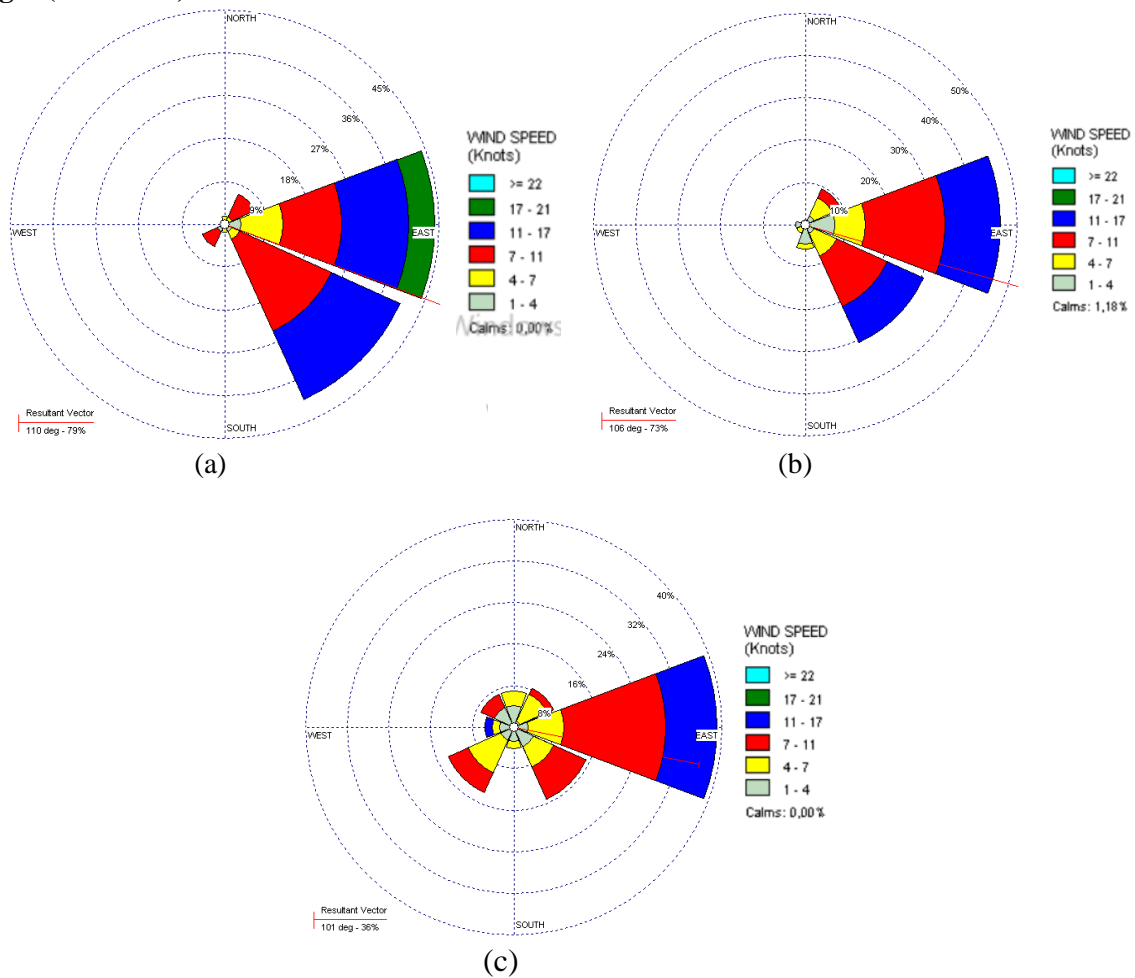 NORTH
45%
36%
27%
18%
9%
WEST
EAST
SOUTH
WIND SPEED
(Knots)
>= 22
17 - 21
11 - 17
7 - 11
4 - 7
1 - 4
Calms: 0,00%
Windows
Resultant Vector
110 deg - 79%
(a)
NORTH
50%
40%
30%
20%
10%
WEST
EAST
SOUTH
WIND SPEED
(Knots)
>= 22
17 - 21
11 - 17
7 - 11
4 - 7
1 - 4
Calms: 1,18%
Resultant Vector
106 deg - 73%
(b)
NORTH
40%
32%
24%
16%
8%
WEST
EAST
SOUTH
WIND SPEED
(Knots)
>= 22
17 - 21
11 - 17
7 - 11
4 - 7
1 - 4
Calms: 0,00%
Resultant Vector
101 deg - 36%
(c)